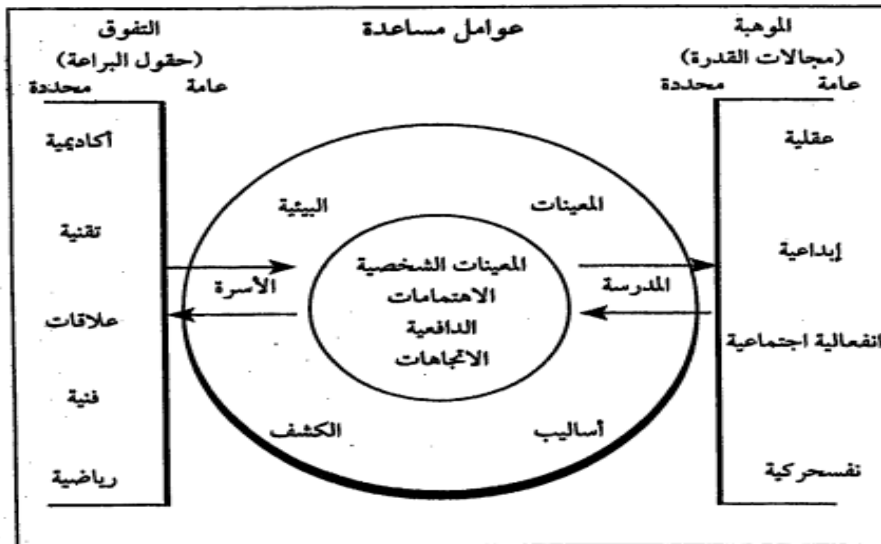 الموهبة
(مجالات القدرة)
عامة محددة
عقلية
إبداعية
انفعالية اجتماعية
نفسحركية
عوامل مساعدة
المعينات البيئية
المدرسة
الأسرة
أساليب الكشف
المعينات الشخصية
الاهتمامات
الدافعية
الاتجاهات
التفوق
(حقول البراعة)
عامة محددة
أكاديمية
تقنية
علاقات
فنية
رياضية